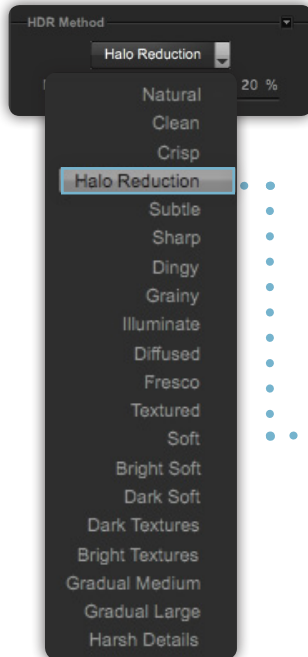 HDR Method
Halo Reduction
20 %
Natural
Clean
Crisp
Halo Reduction
Subtle
Sharp
Dingy
Grainy
Illuminate
Diffused
Fresco
Textured
Soft
Bright Soft
Dark Soft
Dark Textures
Bright Textures
Gradual Medium
Gradual Large
Harsh Details